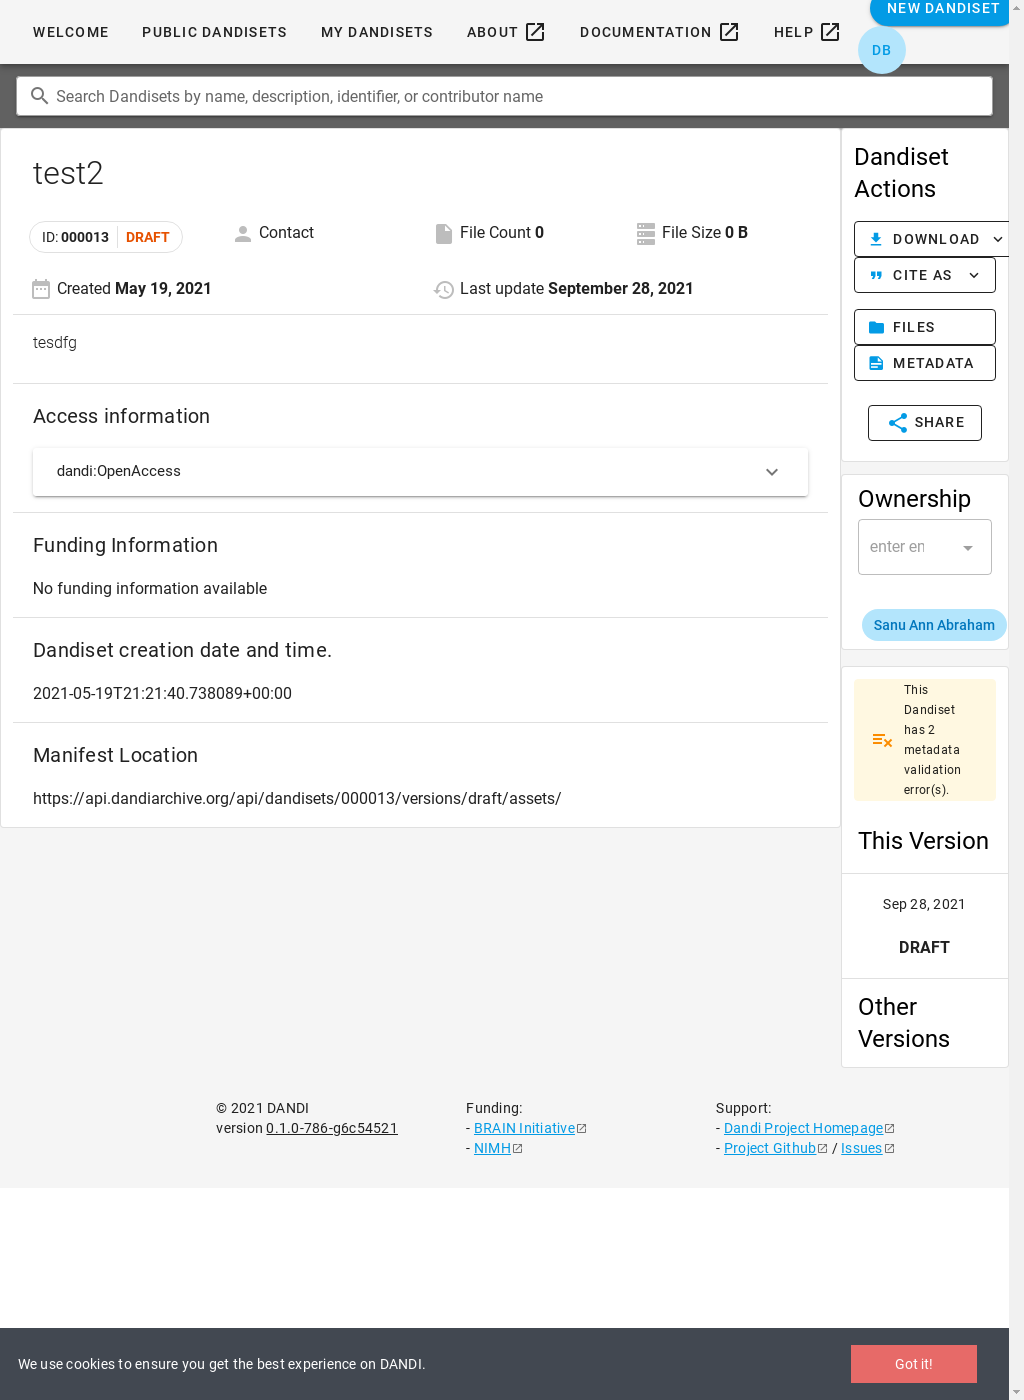 WELCOME PUBLIC DANDISETS MY DANDISETS ABOUT DOCUMENTATION HELP NEW DANDISET
DB
Search Dandisets by name, description, identifier, or contributor name
test2
ID: 000013 DRAFT Contact File Count 0 File Size 0 B
Created May 19, 2021 Last update September 28, 2021
tesdfg
Access information
dandi:OpenAccess
Funding Information
No funding information available
Dandiset creation date and time.
2021-05-19T21:21:40.738089+00:00
Manifest Location
https://api.dandiarchive.org/api/dandisets/000013/versions/draft/assets/
Dandiset
Actions
DOWNLOAD
CITE AS
FILES
METADATA
SHARE
Ownership
enter en
Sanu Ann Abraham
This
Dandiset
has 2
metadata
validation
error(s).
This Version
Sep 28, 2021
DRAFT
Other
Versions
© 2021 DANDI
version 0.1.0-786-g6c54521
Funding:
- BRAIN Initiative
- NIMH
Support:
- Dandi Project Homepage
- Project Github / Issues
We use cookies to ensure you get the best experience on DANDI.
Got it!